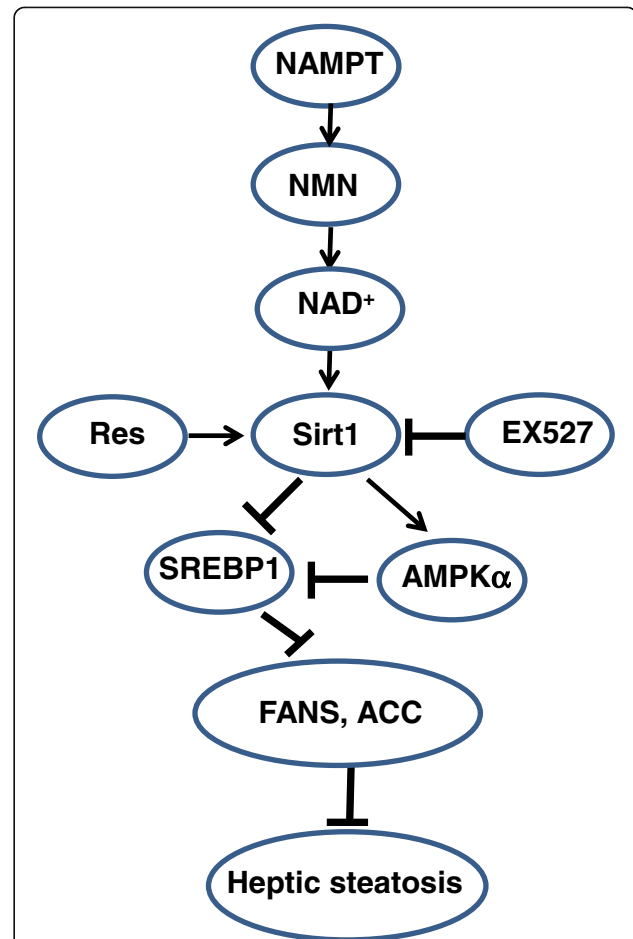 NAMPT
NMN
NAD⁺
Res
Sirt1
EX527
SREBP1
AMPKα
FANS, ACC
Heptic steatosis